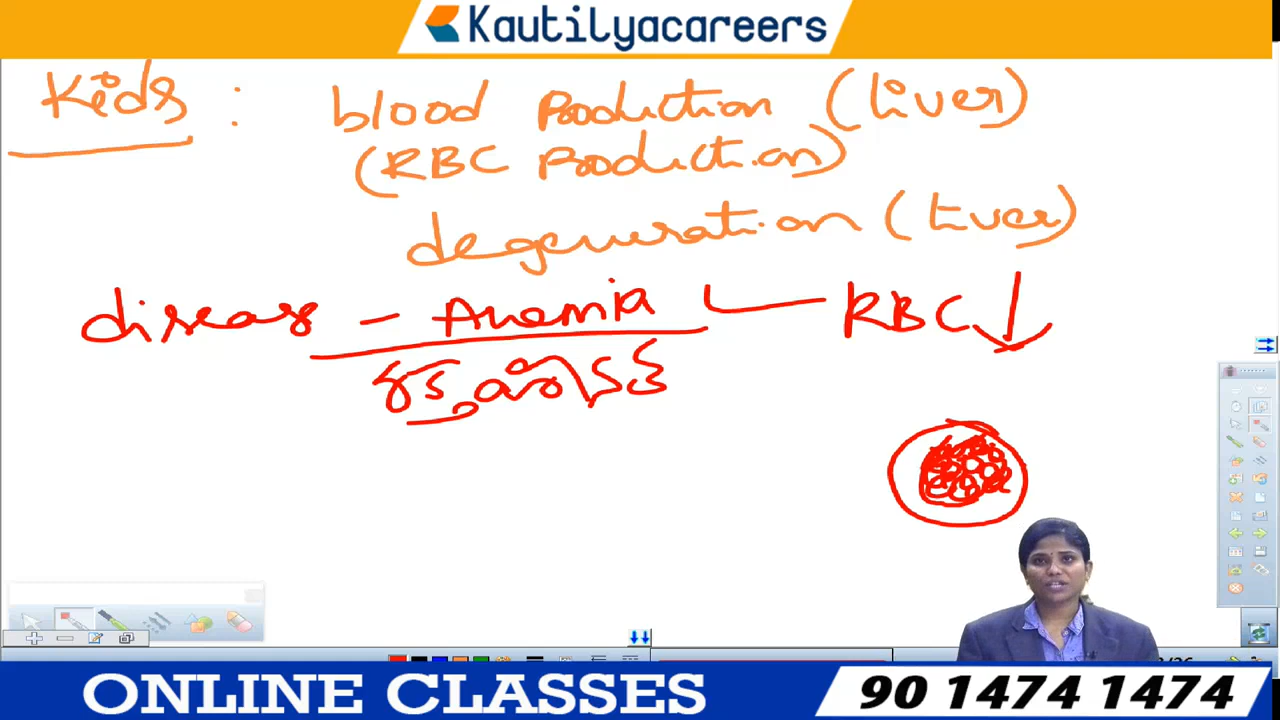 Kautilyacareers
Kids : blood Production (Liver)
(RBC Production)
degeneration (Liver)
disease - Anemia RBC ↓
ONLINE CLASSES 90 1474 1474